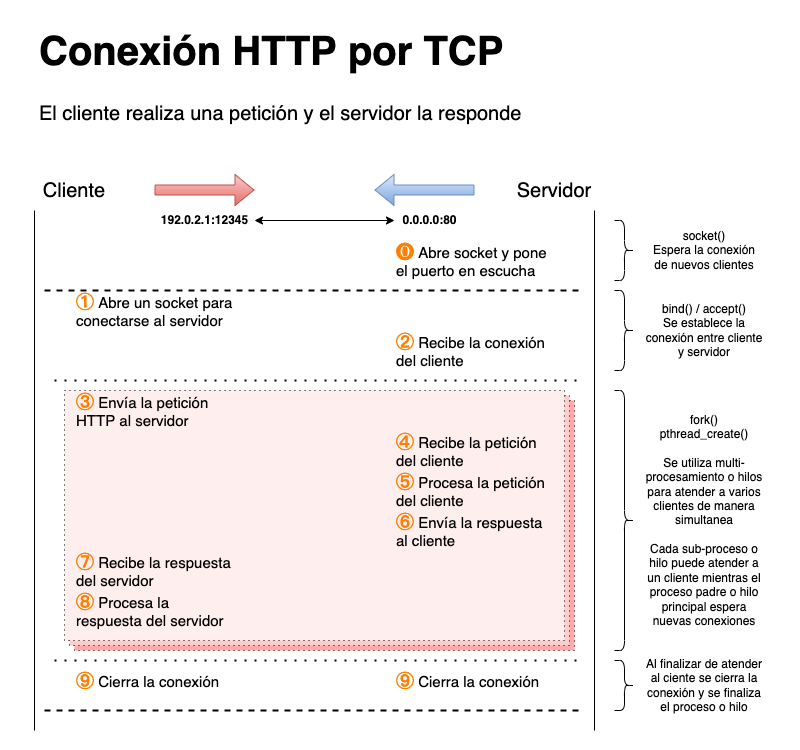 Conexión HTTP por TCP
El cliente realiza una petición y el servidor la responde
Cliente
Servidor
192.0.2.1:12345
0.0.0.0:80
0 Abre socket y pone
el puerto en escucha
socket()
Espera la conexión
de nuevos clientes
1 Abre un socket para
conectarse al servidor
2 Recibe la conexión
del cliente
bind() / accept()
Se establece la
conexión entre cliente
y servidor
3 Envía la petición
HTTP al servidor
4 Recibe la petición
del cliente
5 Procesa la petición
del cliente
6 Envía la respuesta
al cliente
7 Recibe la respuesta
del servidor
8 Procesa la
respuesta del servidor
fork()
pthread_create()
Se utiliza multi-
procesamiento o hilos
para atender a varios
clientes de manera
simultanea
Cada sub-proceso o
hilo puede atender a
un cliente mientras el
proceso padre o hilo
principal espera
nuevas conexiones
9 Cierra la conexión
9 Cierra la conexión
Al finalizar de atender
al ciente se cierra la
conexión y se finaliza
el proceso o hilo